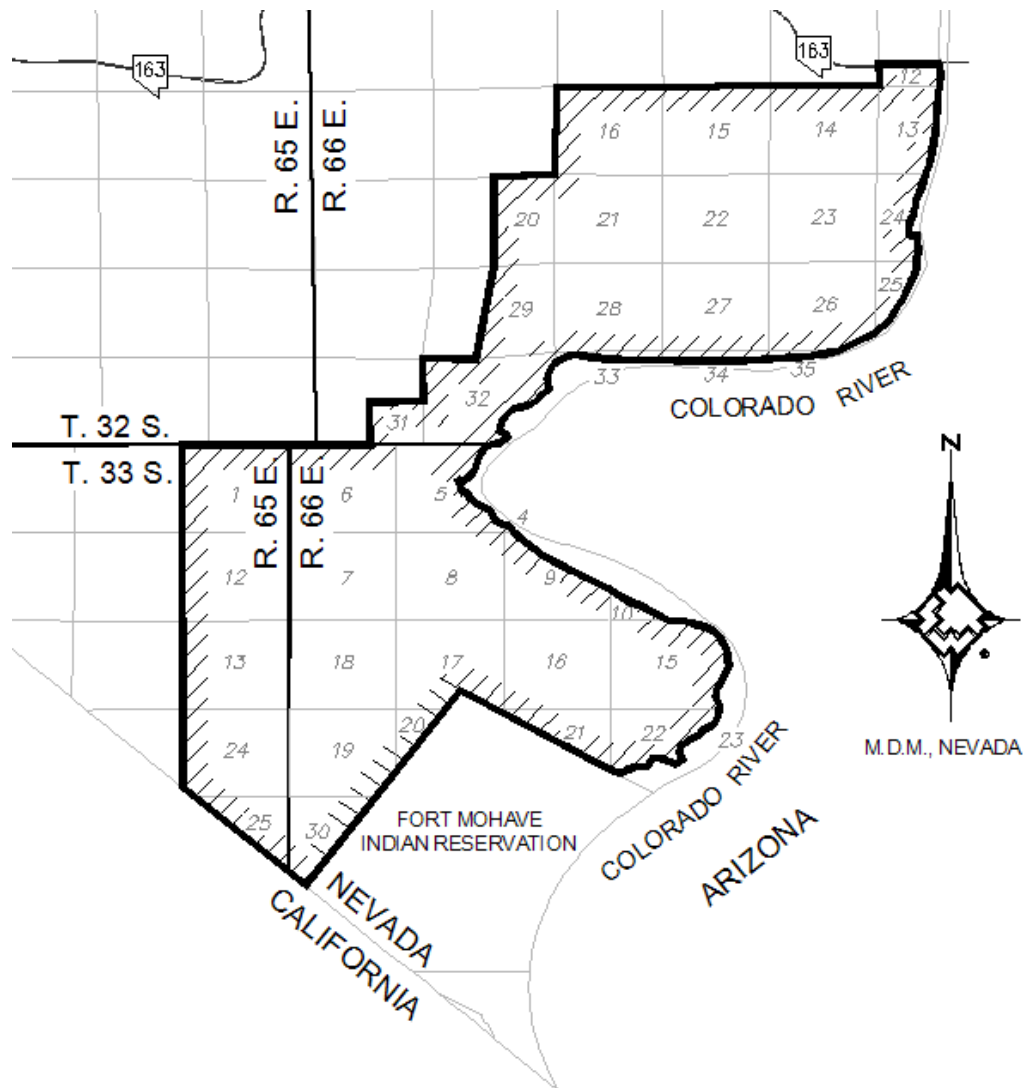 163
163
12
R. 65 E.
R. 66 E.
16
15
14
13
20
21
22
23
24
29
28
27
26
25
33
34
35
COLORADO RIVER
31
32
T. 32 S.
T. 33 S.
R. 65 E.
R. 66 E.
1
6
5
4
N
12
7
8
9
10
13
18
17
16
15
24
19
20
21
22
23
M.D.M., NEVADA
25
30
FORT MOHAVE
INDIAN RESERVATION
COLORADO RIVER
ARIZONA
NEVADA
CALIFORNIA